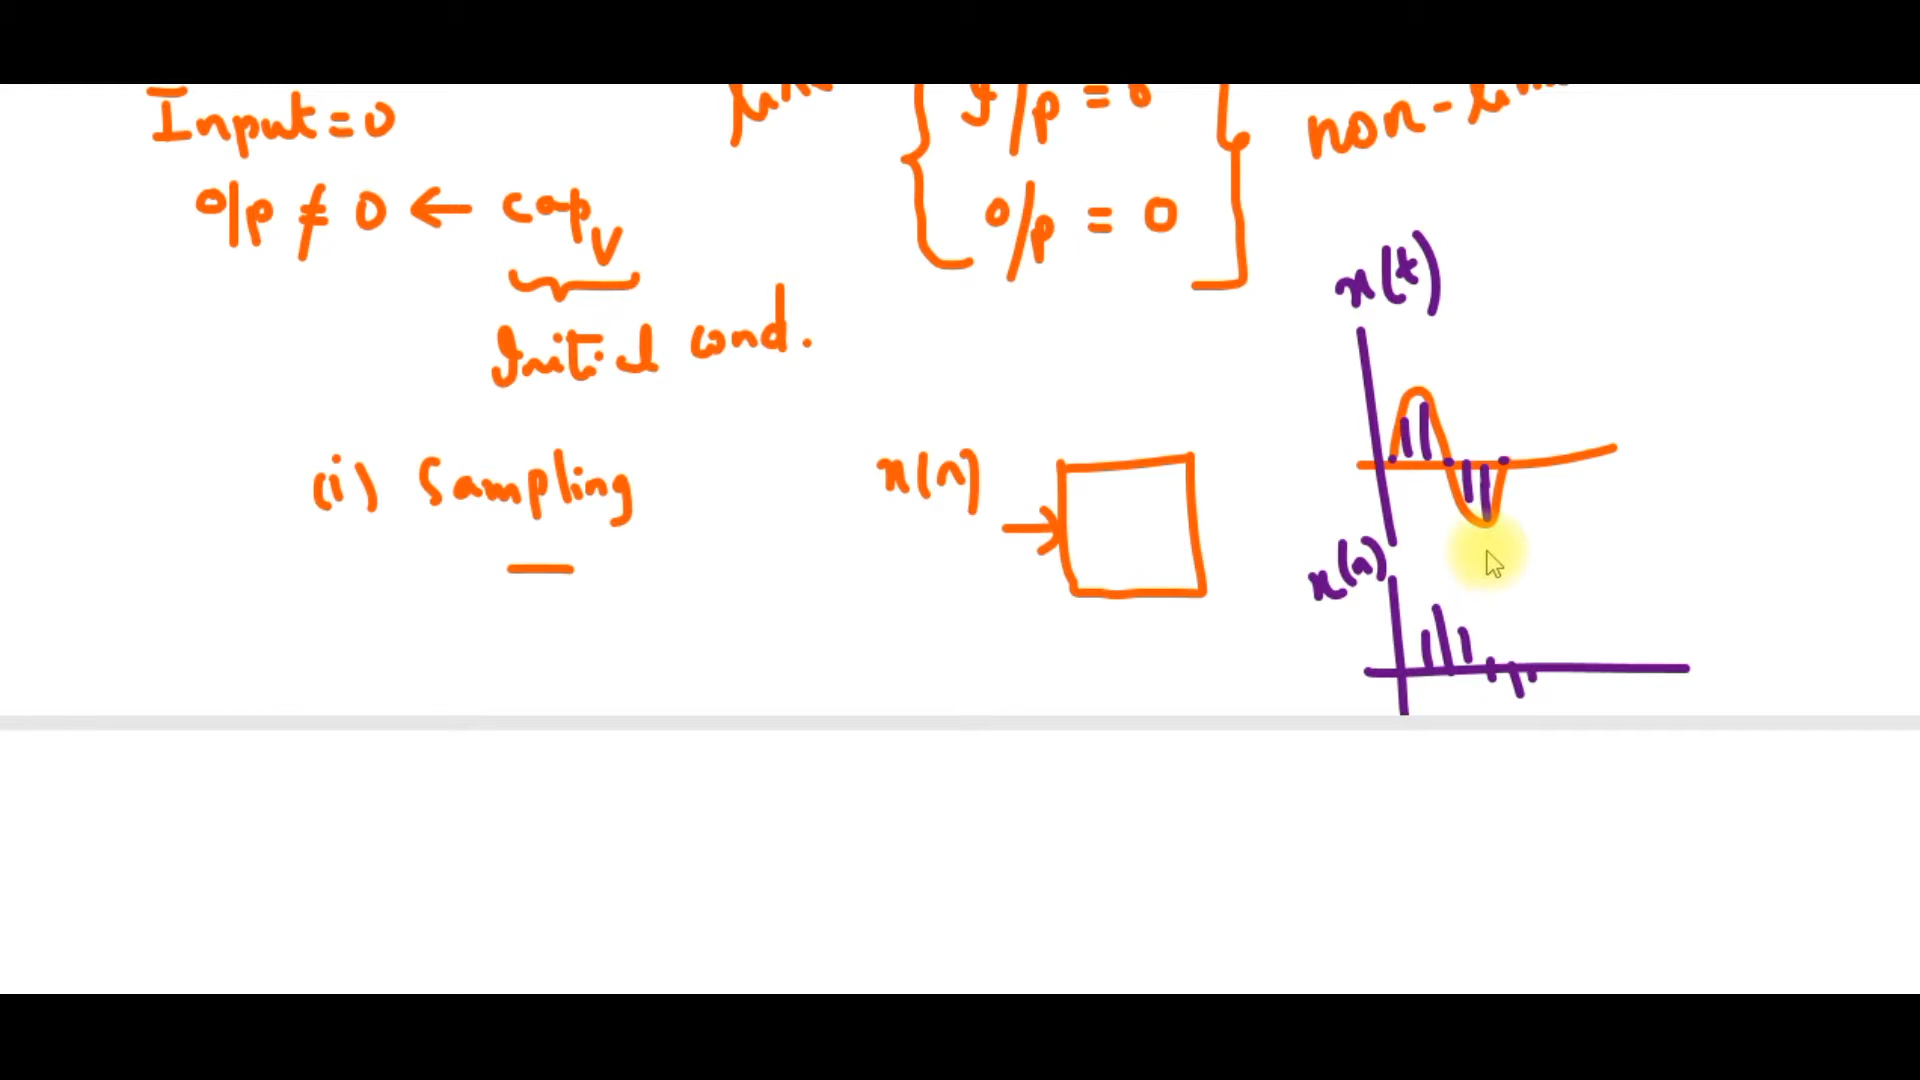 Input = 0
o/p ≠ 0 ← cap V
Initial cond.
I/p = 0
o/p = 0
non-
x(t)
(i) Sampling
x(n)
x(n)